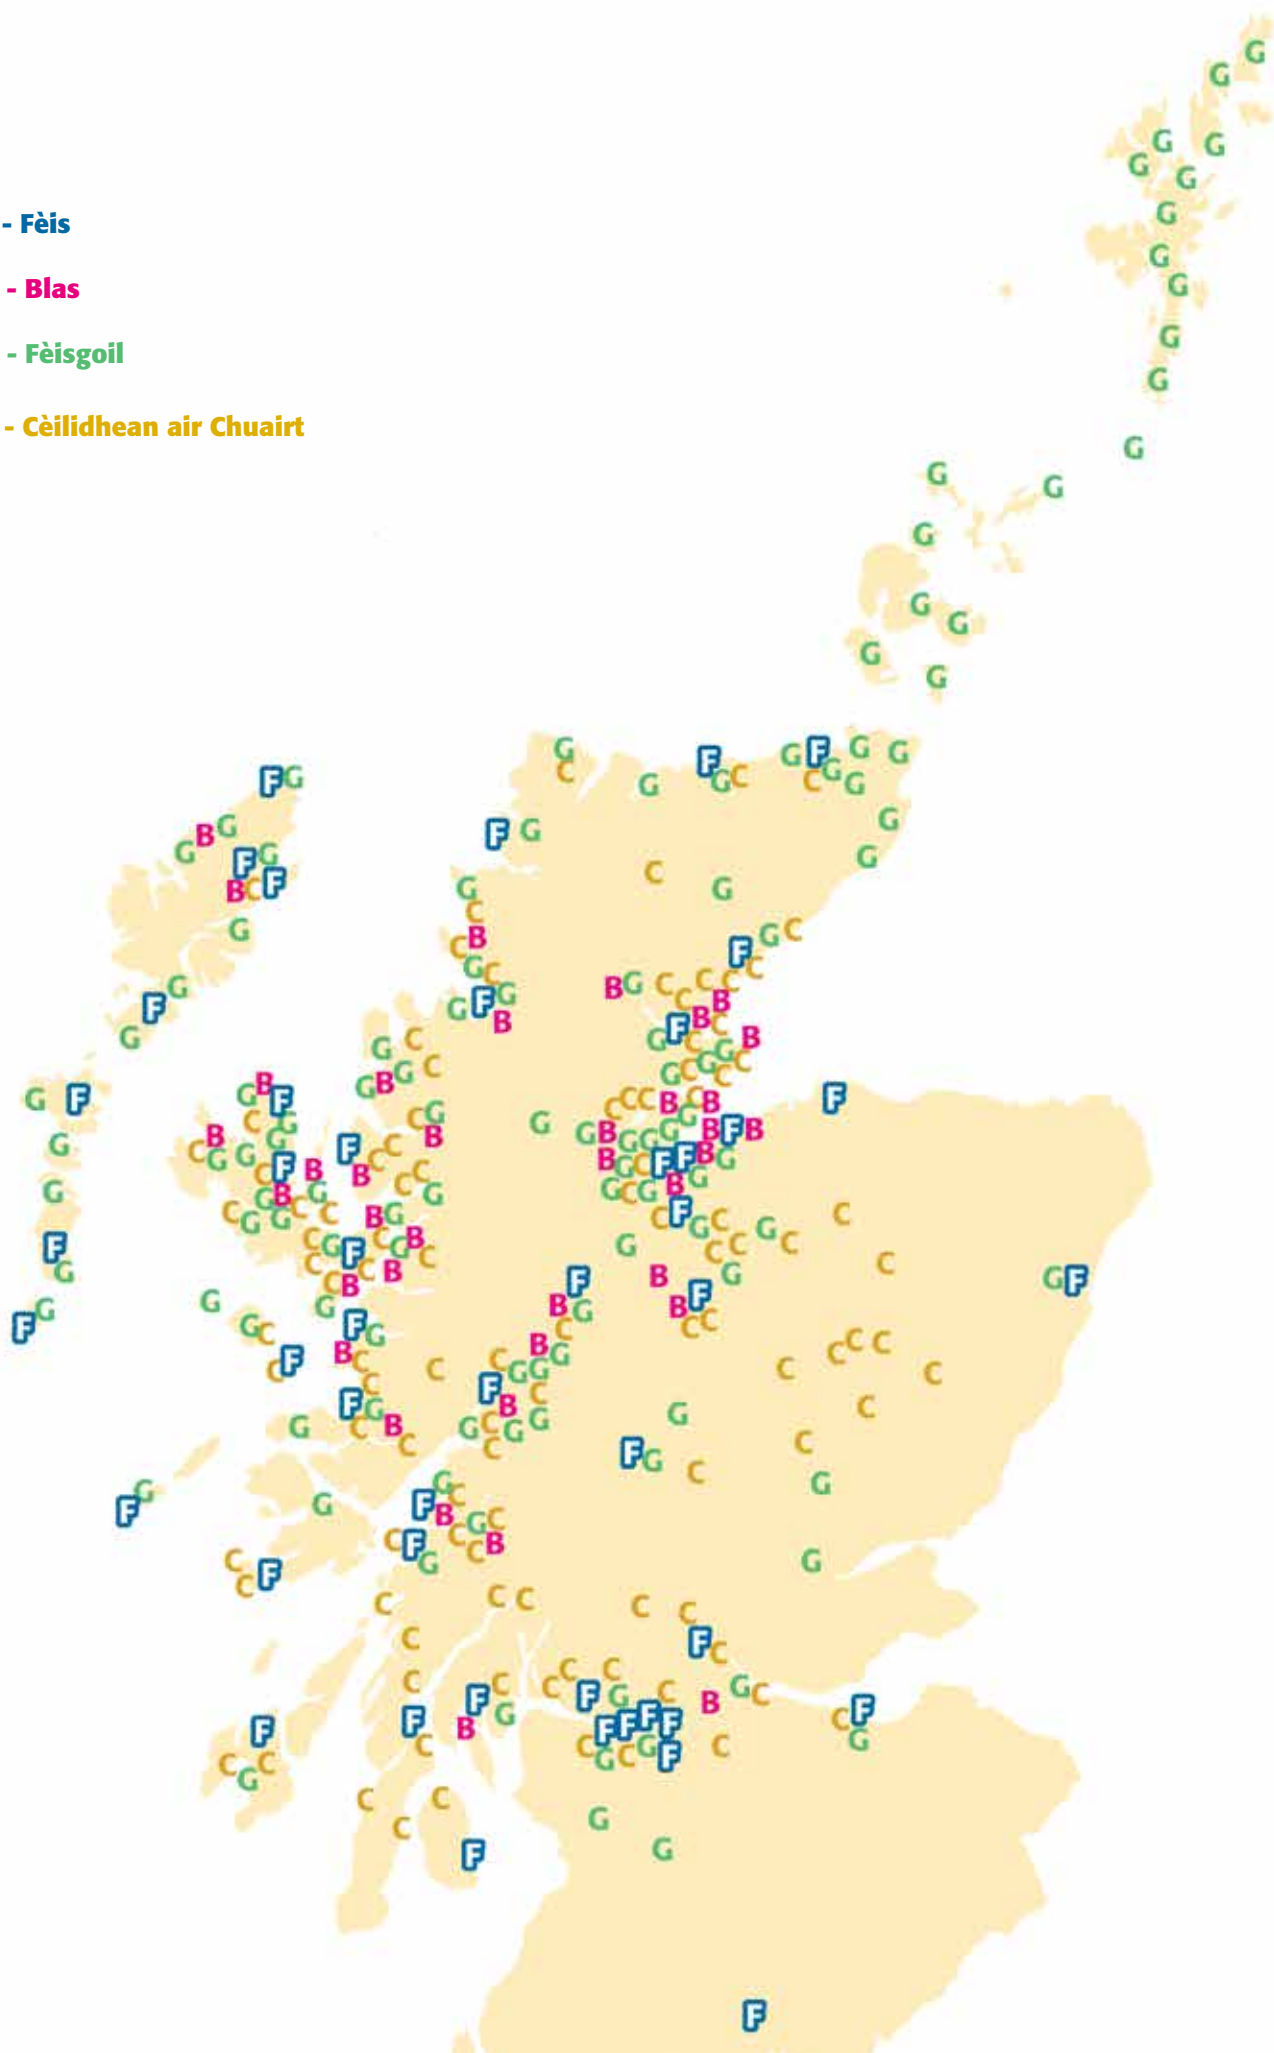 - Fèis
- Blas
- Fèisgoil
- Cèilidhean air Chuairt
G
G
G G
G G
G
G
G
G
G
G
G G
G
G
G G
G
G
G F G G
G F G C G
F G C G C G
B G F G G
G F G C G
B C F G C G
G C B F G C
C B G C C
G F B G C C C
F G G F G B C B
G B F C B
G G C G C G
G F G B F G B G C G C C F
C G C G C C C B G C B
B G G B G B G G G G B F B
G C G G F C B C B G C F F B G
C F B B C C G C G B G
G G B G C G
C G G C C B G C F G C G C C
F C G F C G B C G C C
G C C B B B G C
F B F G F
G G G B G B F
F G C F G C C C
C F B C C B G C C C
C G G C C
F G C F B C C
G C B G C G G G
C C F G C C
F G G F G C B G C G
C F G C C B G
C C F
C C C C C
C F C
C C C C
F C C F G C B G C
F F B G F F F F C F
C G C C C G C G F C G
C C C G
F G
F